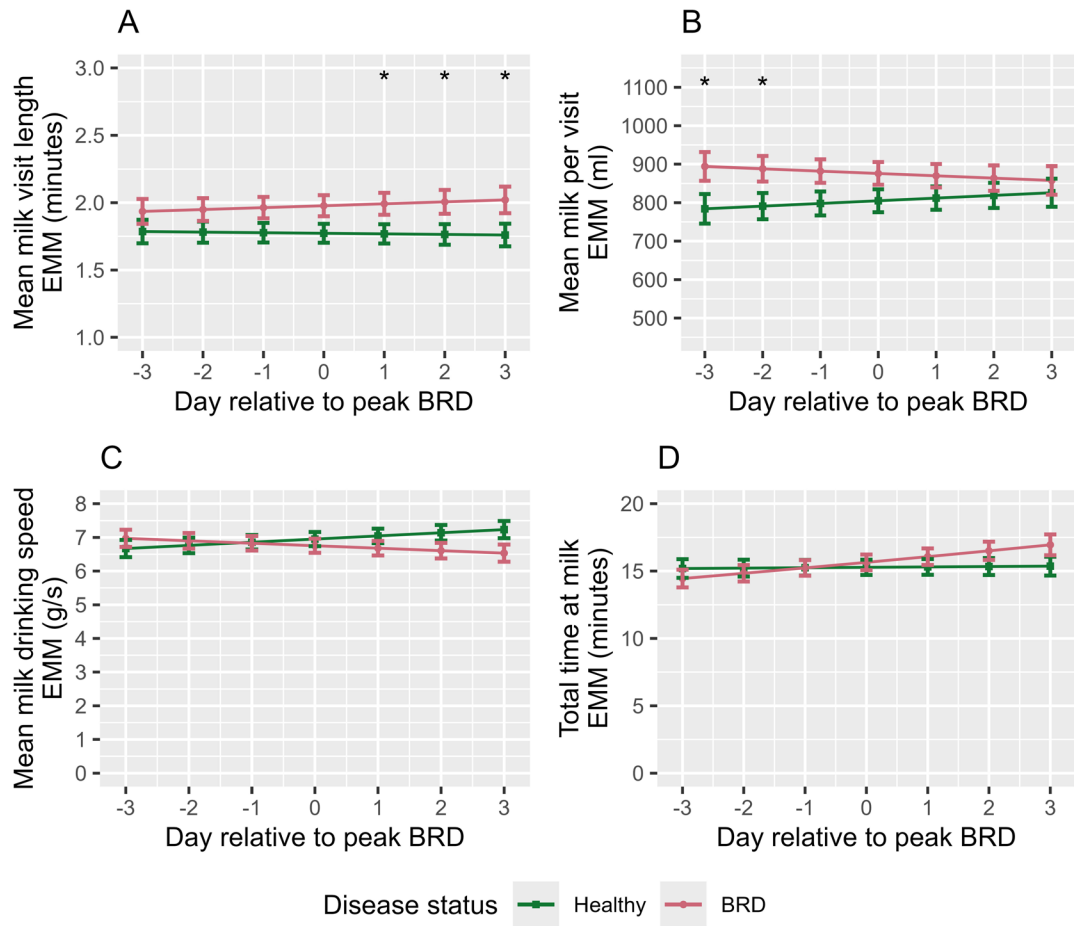 A
Mean milk visit length
EMM (minutes)
3.0
2.5
2.0
1.5
1.0
* * *
-3 -2 -1 0 1 2 3
Day relative to peak BRD
B
Mean milk per visit
EMM (ml)
1100
1000
900
800
700
600
500
* *
-3 -2 -1 0 1 2 3
Day relative to peak BRD
C
Mean milk drinking speed
EMM (g/s)
8
7
6
5
4
3
2
1
0
-3 -2 -1 0 1 2 3
Day relative to peak BRD
D
Total time at milk
EMM (minutes)
20
15
10
5
0
-3 -2 -1 0 1 2 3
Day relative to peak BRD
Disease status Healthy BRD